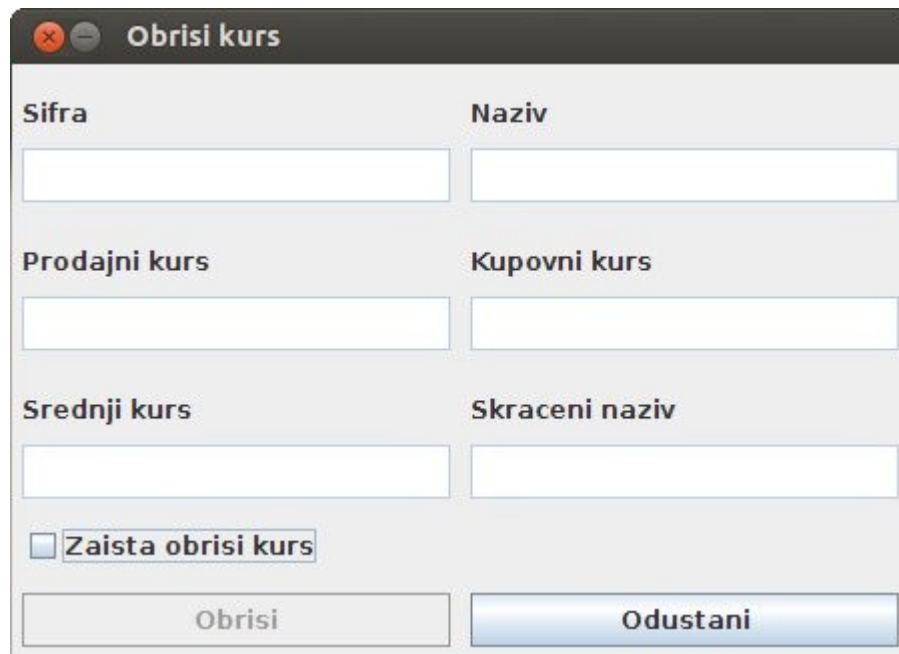 Obrisi kurs
Sifra Naziv
Prodajni kurs Kupovni kurs
Srednji kurs Skraceni naziv
Zaista obrisi kurs
Obrisi Odustani